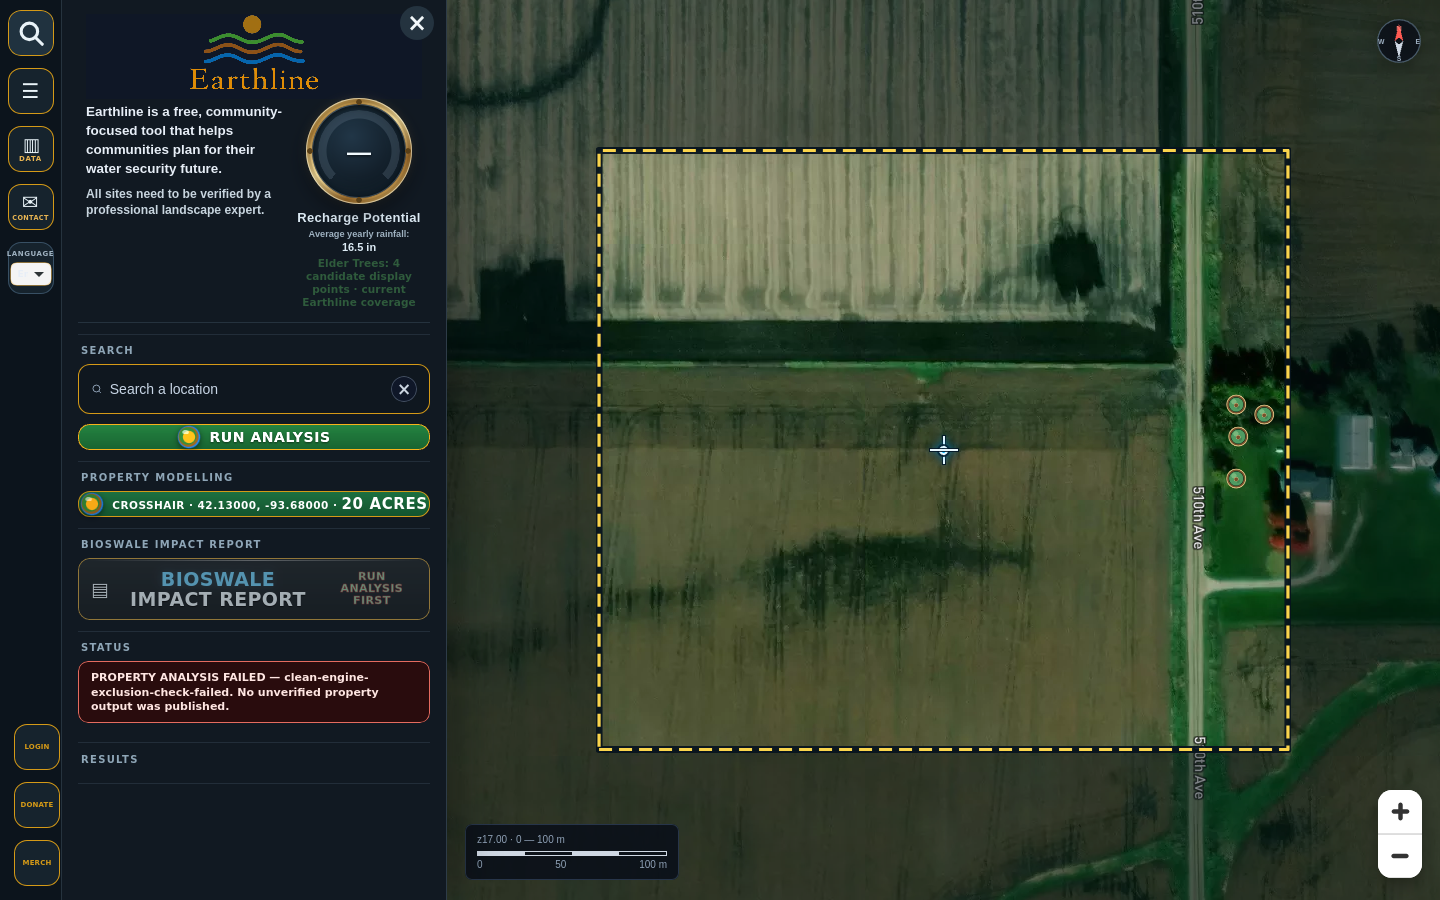 Earthline
Earthline is a free, community-
focused tool that helps
communities plan for their
water security future.
All sites need to be verified by a
professional landscape expert.
—
Recharge Potential
Average yearly rainfall:
16.5 in
Elder Trees: 4
candidate display
points · current
Earthline coverage
DATA
CONTACT
LANGUAGE
SEARCH
Search a location
RUN ANALYSIS
PROPERTY MODELLING
CROSSHAIR · 42.13000, -93.68000 · 20 ACRES
BIOSWALE IMPACT REPORT
BIOSWALE
IMPACT REPORT
RUN
ANALYSIS
FIRST
STATUS
PROPERTY ANALYSIS FAILED — clean-engine-
exclusion-check-failed. No unverified property
output was published.
RESULTS
LOGIN
DONATE
MERCH
510th Ave
z17.00 · 0 — 100 m
0 50 100 m
W E
S